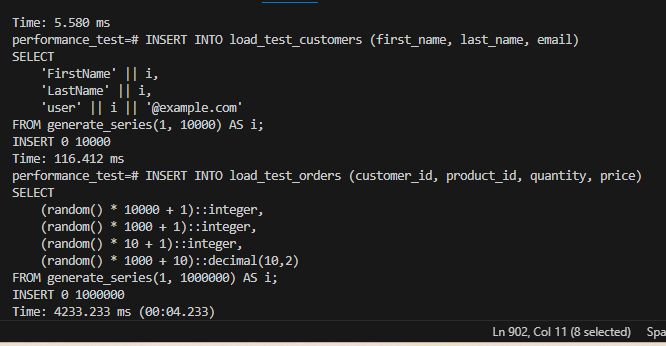 Time: 5.580 ms
performance_test=# INSERT INTO load_test_customers (first_name, last_name, email)
SELECT
    'FirstName' || i,
    'LastName' || i,
    'user' || i || '@example.com'
FROM generate_series(1, 10000) AS i;
INSERT 0 10000
Time: 116.412 ms
performance_test=# INSERT INTO load_test_orders (customer_id, product_id, quantity, price)
SELECT
    (random() * 10000 + 1)::integer,
    (random() * 1000 + 1)::integer,
    (random() * 10 + 1)::integer,
    (random() * 1000 + 10)::decimal(10,2)
FROM generate_series(1, 1000000) AS i;
INSERT 0 1000000
Time: 4233.233 ms (00:04.233)
Ln 902, Col 11 (8 selected) Spa